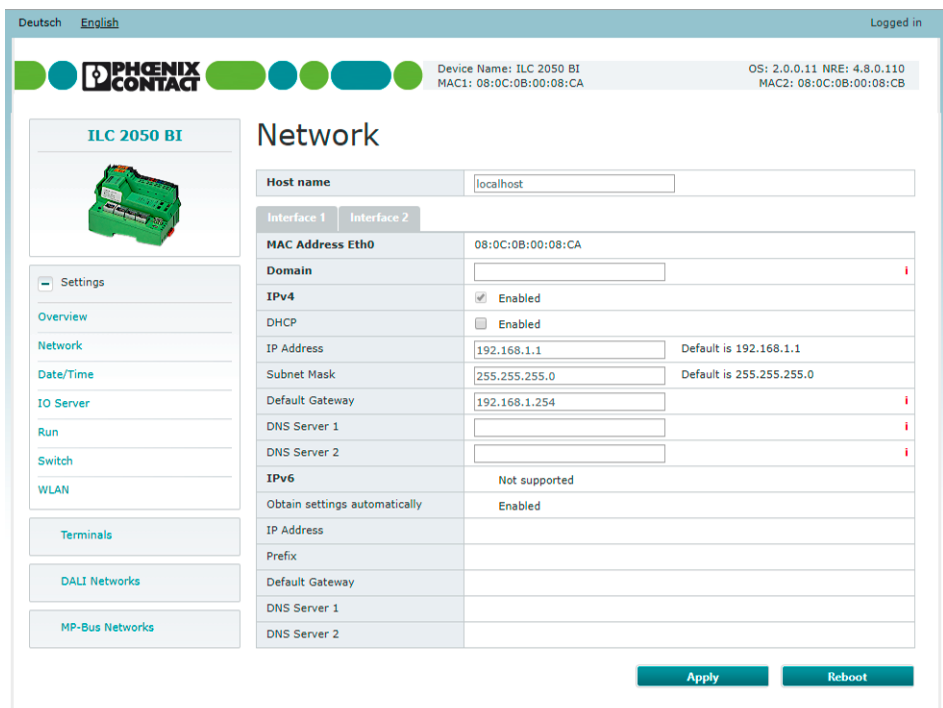 Deutsch English Logged in
PHŒNIX
CONTACT
Device Name: ILC 2050 BI OS: 2.0.0.11 NRE: 4.8.0.110
MAC1: 08:0C:0B:00:08:CA MAC2: 08:0C:0B:00:08:CB
ILC 2050 BI
Settings
Overview
Network
Date/Time
IO Server
Run
Switch
WLAN
Terminals
DALI Networks
MP-Bus Networks
Network
Host name localhost
Interface 1 Interface 2
MAC Address Eth0 08:0C:0B:00:08:CA
Domain i
IPv4 Enabled
DHCP Enabled
IP Address 192.168.1.1 Default is 192.168.1.1
Subnet Mask 255.255.255.0 Default is 255.255.255.0
Default Gateway 192.168.1.254 i
DNS Server 1 i
DNS Server 2 i
IPv6 Not supported
Obtain settings automatically Enabled
IP Address
Prefix
Default Gateway
DNS Server 1
DNS Server 2
Apply Reboot